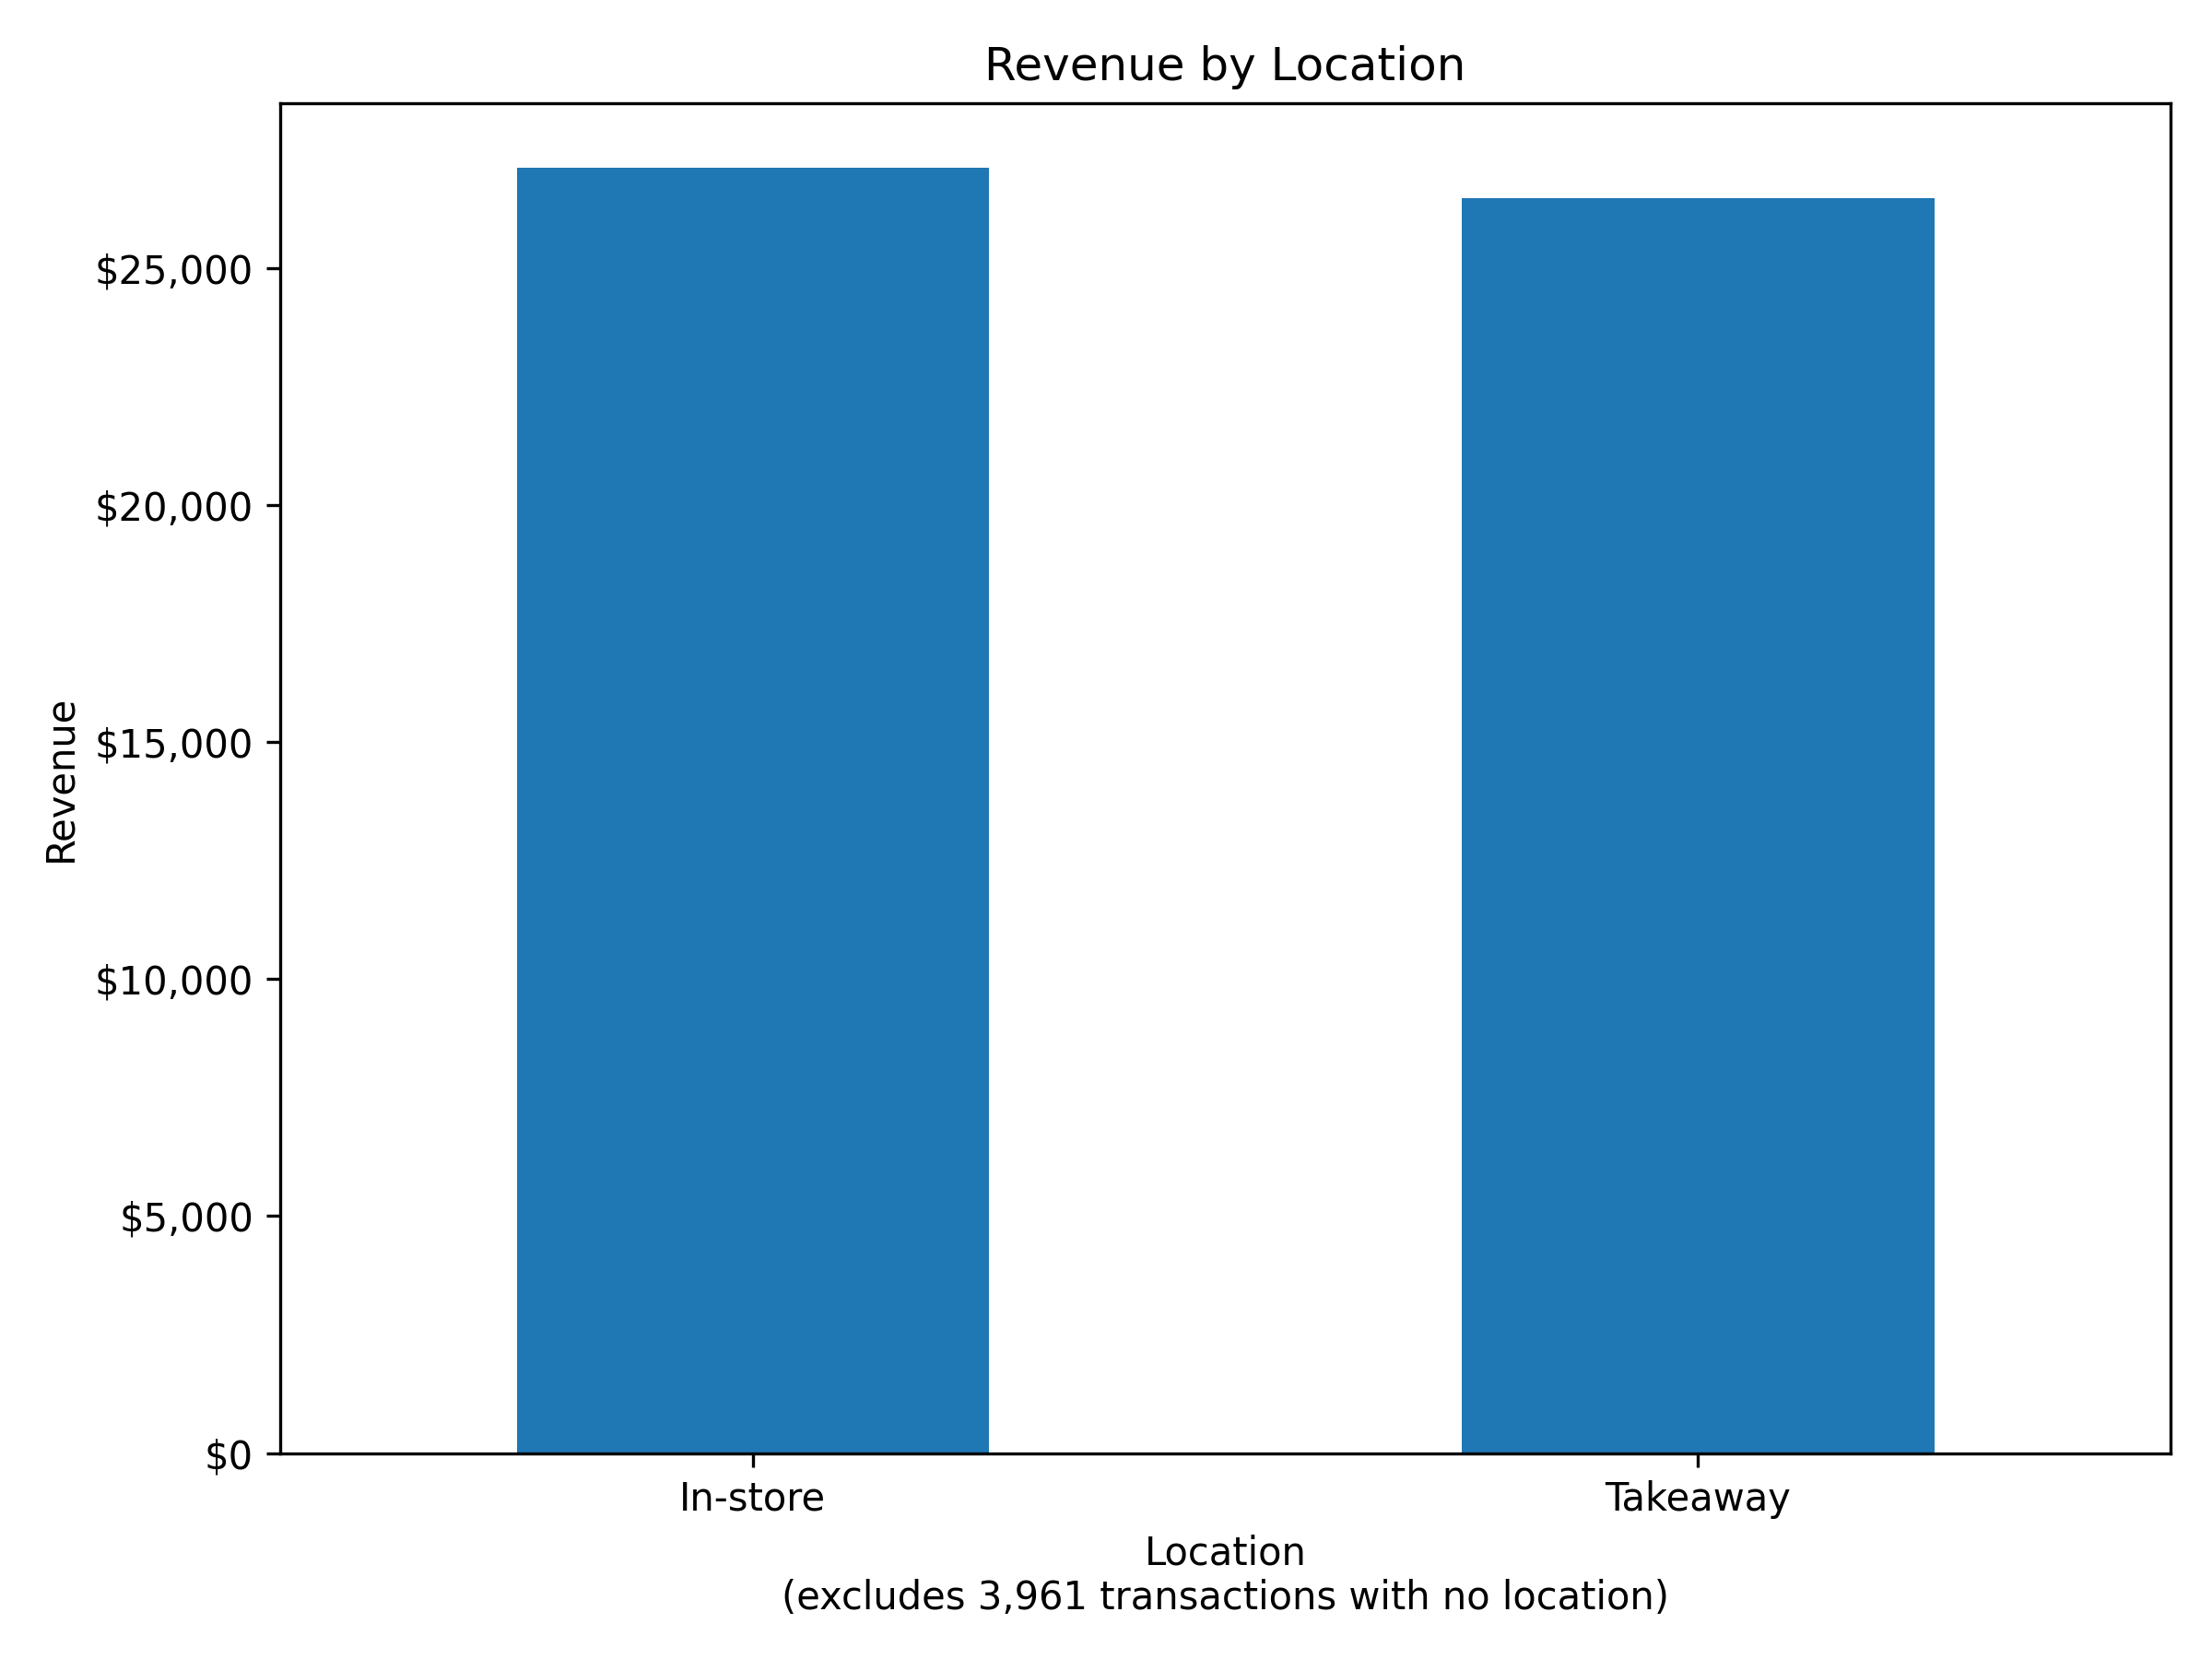 Revenue by Location
Revenue
$25,000
$20,000
$15,000
$10,000
$5,000
$0
In-store
Takeaway
Location
(excludes 3,961 transactions with no location)